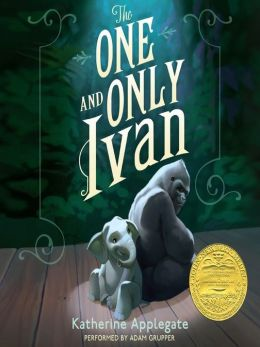 The
ONE
AND ONLY
Ivan
Katherine Applegate
PERFORMED BY ADAM GRUPPER